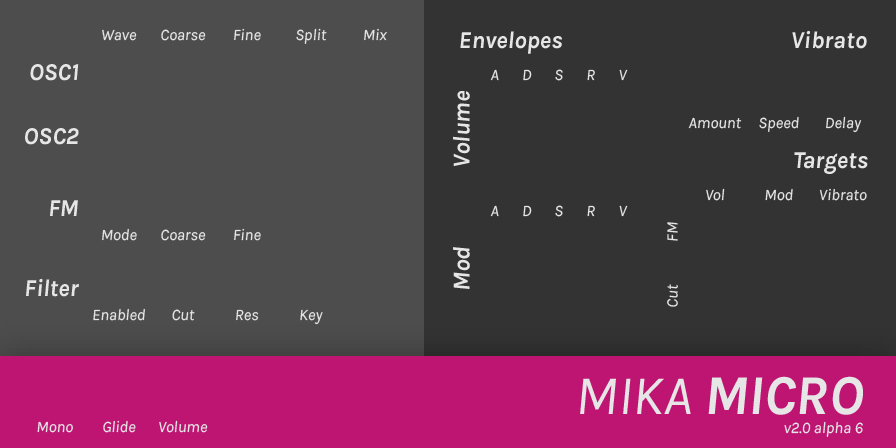 Wave Coarse Fine Split Mix
OSC1
OSC2
FM
Mode Coarse Fine
Filter
Enabled Cut Res Key
Envelopes
A D S R V
Volume
A D S R V
Mod
Vibrato
Amount Speed Delay
Targets
Vol Mod Vibrato
FM
Cut
Mono Glide Volume
MIKA MICRO
v2.0 alpha 6